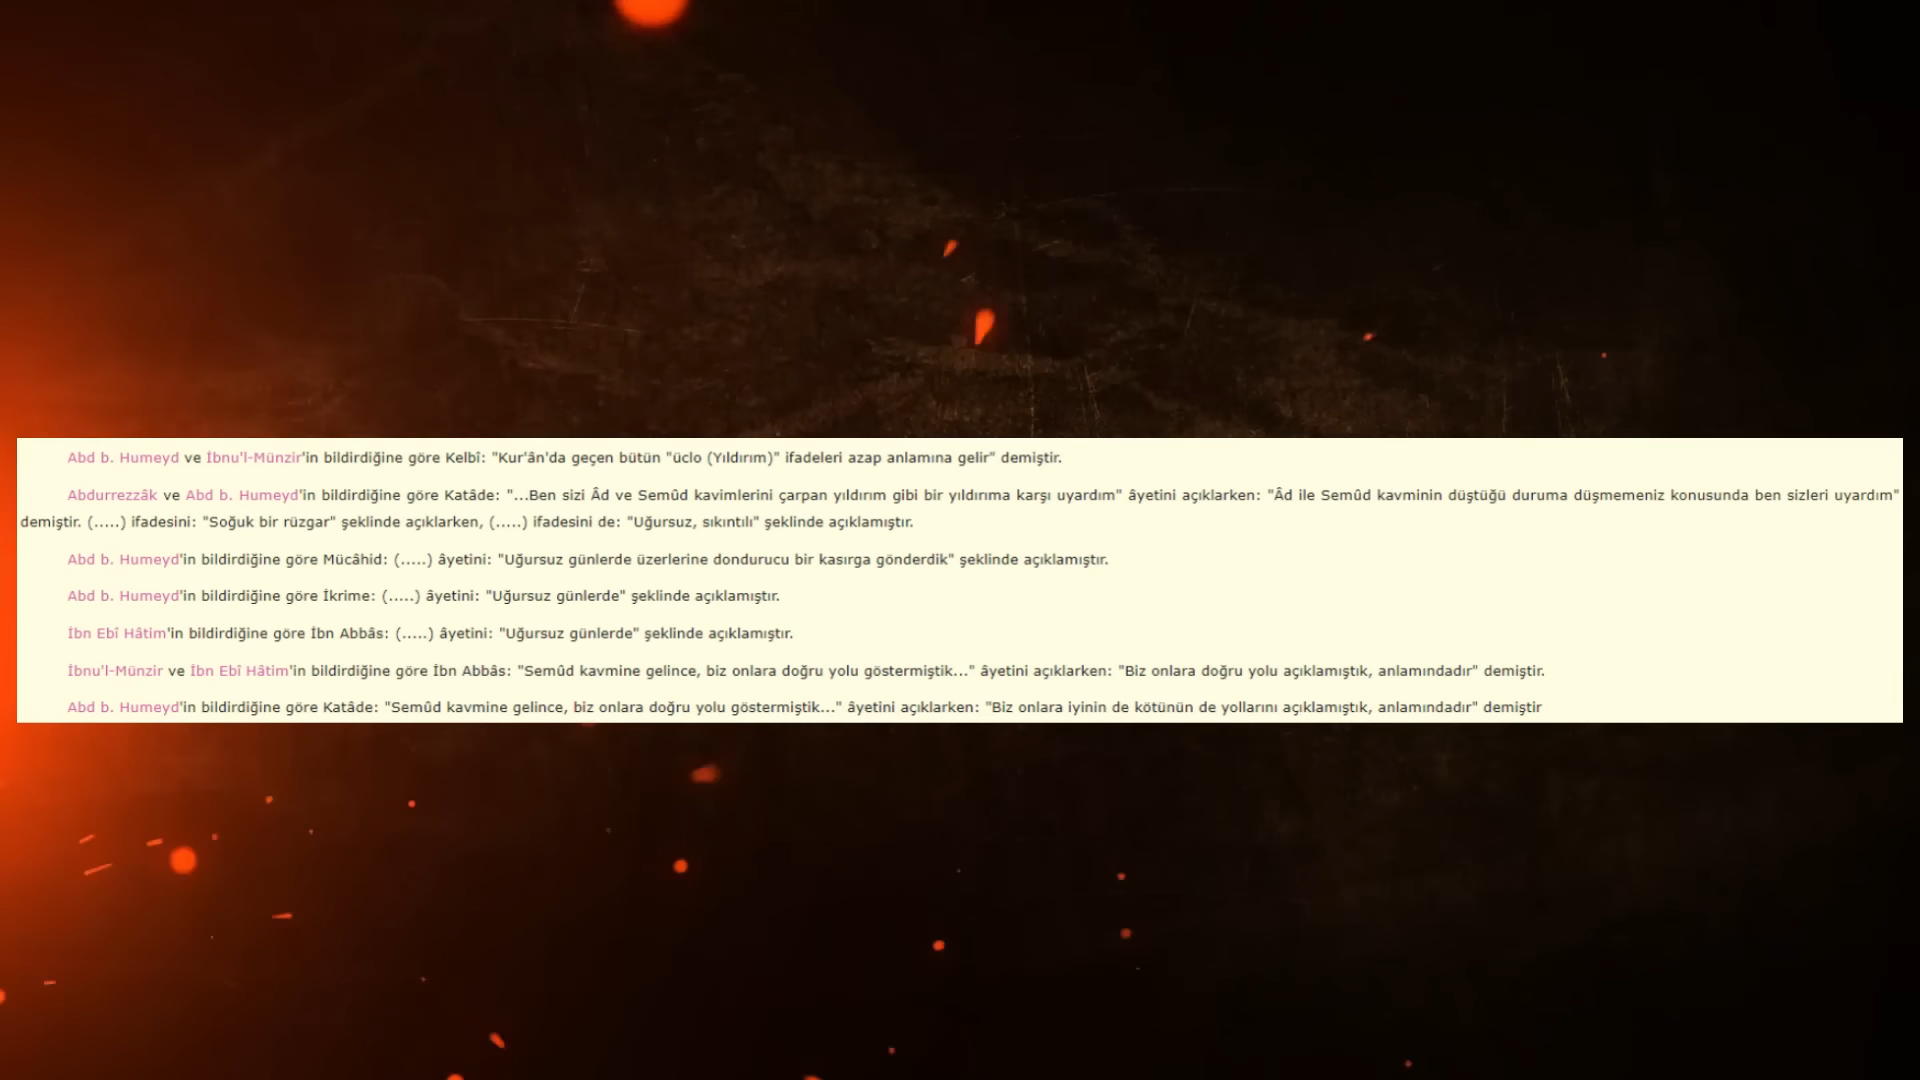 Abd b. Humeyd ve İbnu'l-Münzir'in bildirdiğine göre Kelbî: "Kur'ân'da geçen bütün "üclo (Yıldırım)" ifadeleri azap anlamına gelir" demiştir.
Abdurrezzâk ve Abd b. Humeyd'in bildirdiğine göre Katâde: "...Ben sizi Âd ve Semûd kavimlerini çarpan yıldırım gibi bir yıldırıma karşı uyardım" âyetini açıklarken: "Âd ile Semûd kavminin düştüğü duruma düşmemeniz konusunda ben sizleri uyardım"
demiştir. (.....) ifadesini: "Soğuk bir rüzgar" şeklinde açıklarken, (.....) ifadesini de: "Uğursuz, sıkıntılı" şeklinde açıklamıştır.
Abd b. Humeyd'in bildirdiğine göre Mücâhid: (.....) âyetini: "Uğursuz günlerde üzerlerine dondurucu bir kasırga gönderdik" şeklinde açıklamıştır.
Abd b. Humeyd'in bildirdiğine göre İkrime: (.....) âyetini: "Uğursuz günlerde" şeklinde açıklamıştır.
İbn Ebî Hâtim'in bildirdiğine göre İbn Abbâs: (.....) âyetini: "Uğursuz günlerde" şeklinde açıklamıştır.
İbnu'l-Münzir ve İbn Ebî Hâtim'in bildirdiğine göre İbn Abbâs: "Semûd kavmine gelince, biz onlara doğru yolu göstermiştik..." âyetini açıklarken: "Biz onlara doğru yolu açıklamıştık, anlamındadır" demiştir.
Abd b. Humeyd'in bildirdiğine göre Katâde: "Semûd kavmine gelince, biz onlara doğru yolu göstermiştik..." âyetini açıklarken: "Biz onlara iyinin de kötünün de yollarını açıklamıştık, anlamındadır" demiştir